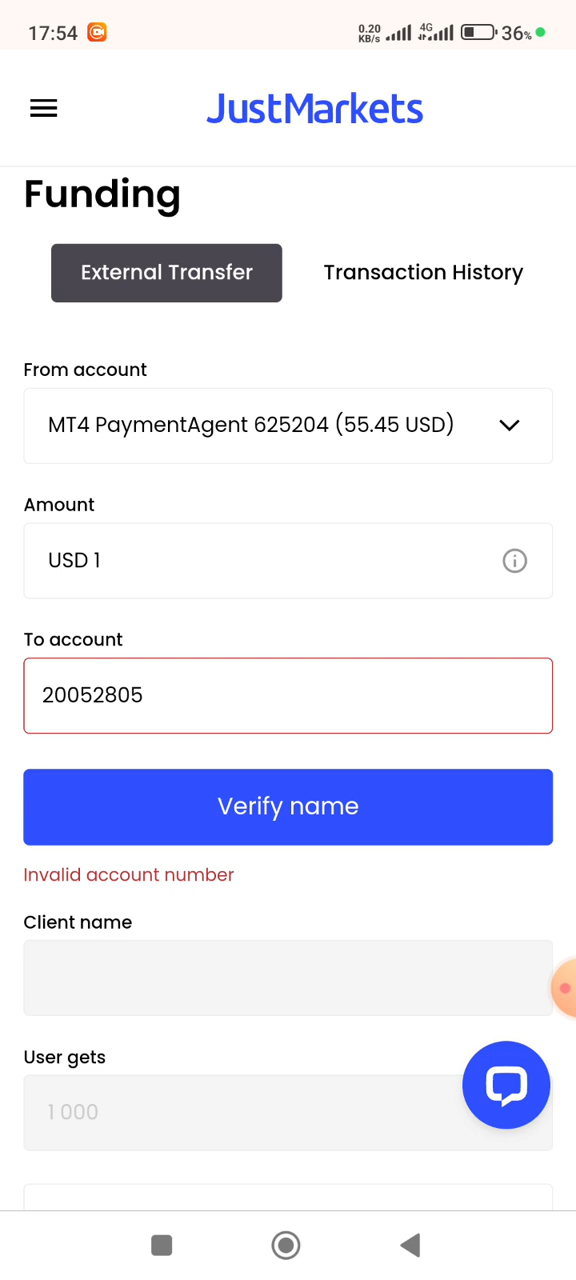 17:54
0.20
KB/s
4G
36%
JustMarkets
Funding
External Transfer
Transaction History
From account
MT4 PaymentAgent 625204 (55.45 USD)
Amount
USD 1
To account
20052805
Verify name
Invalid account number
Client name
User gets
1 000